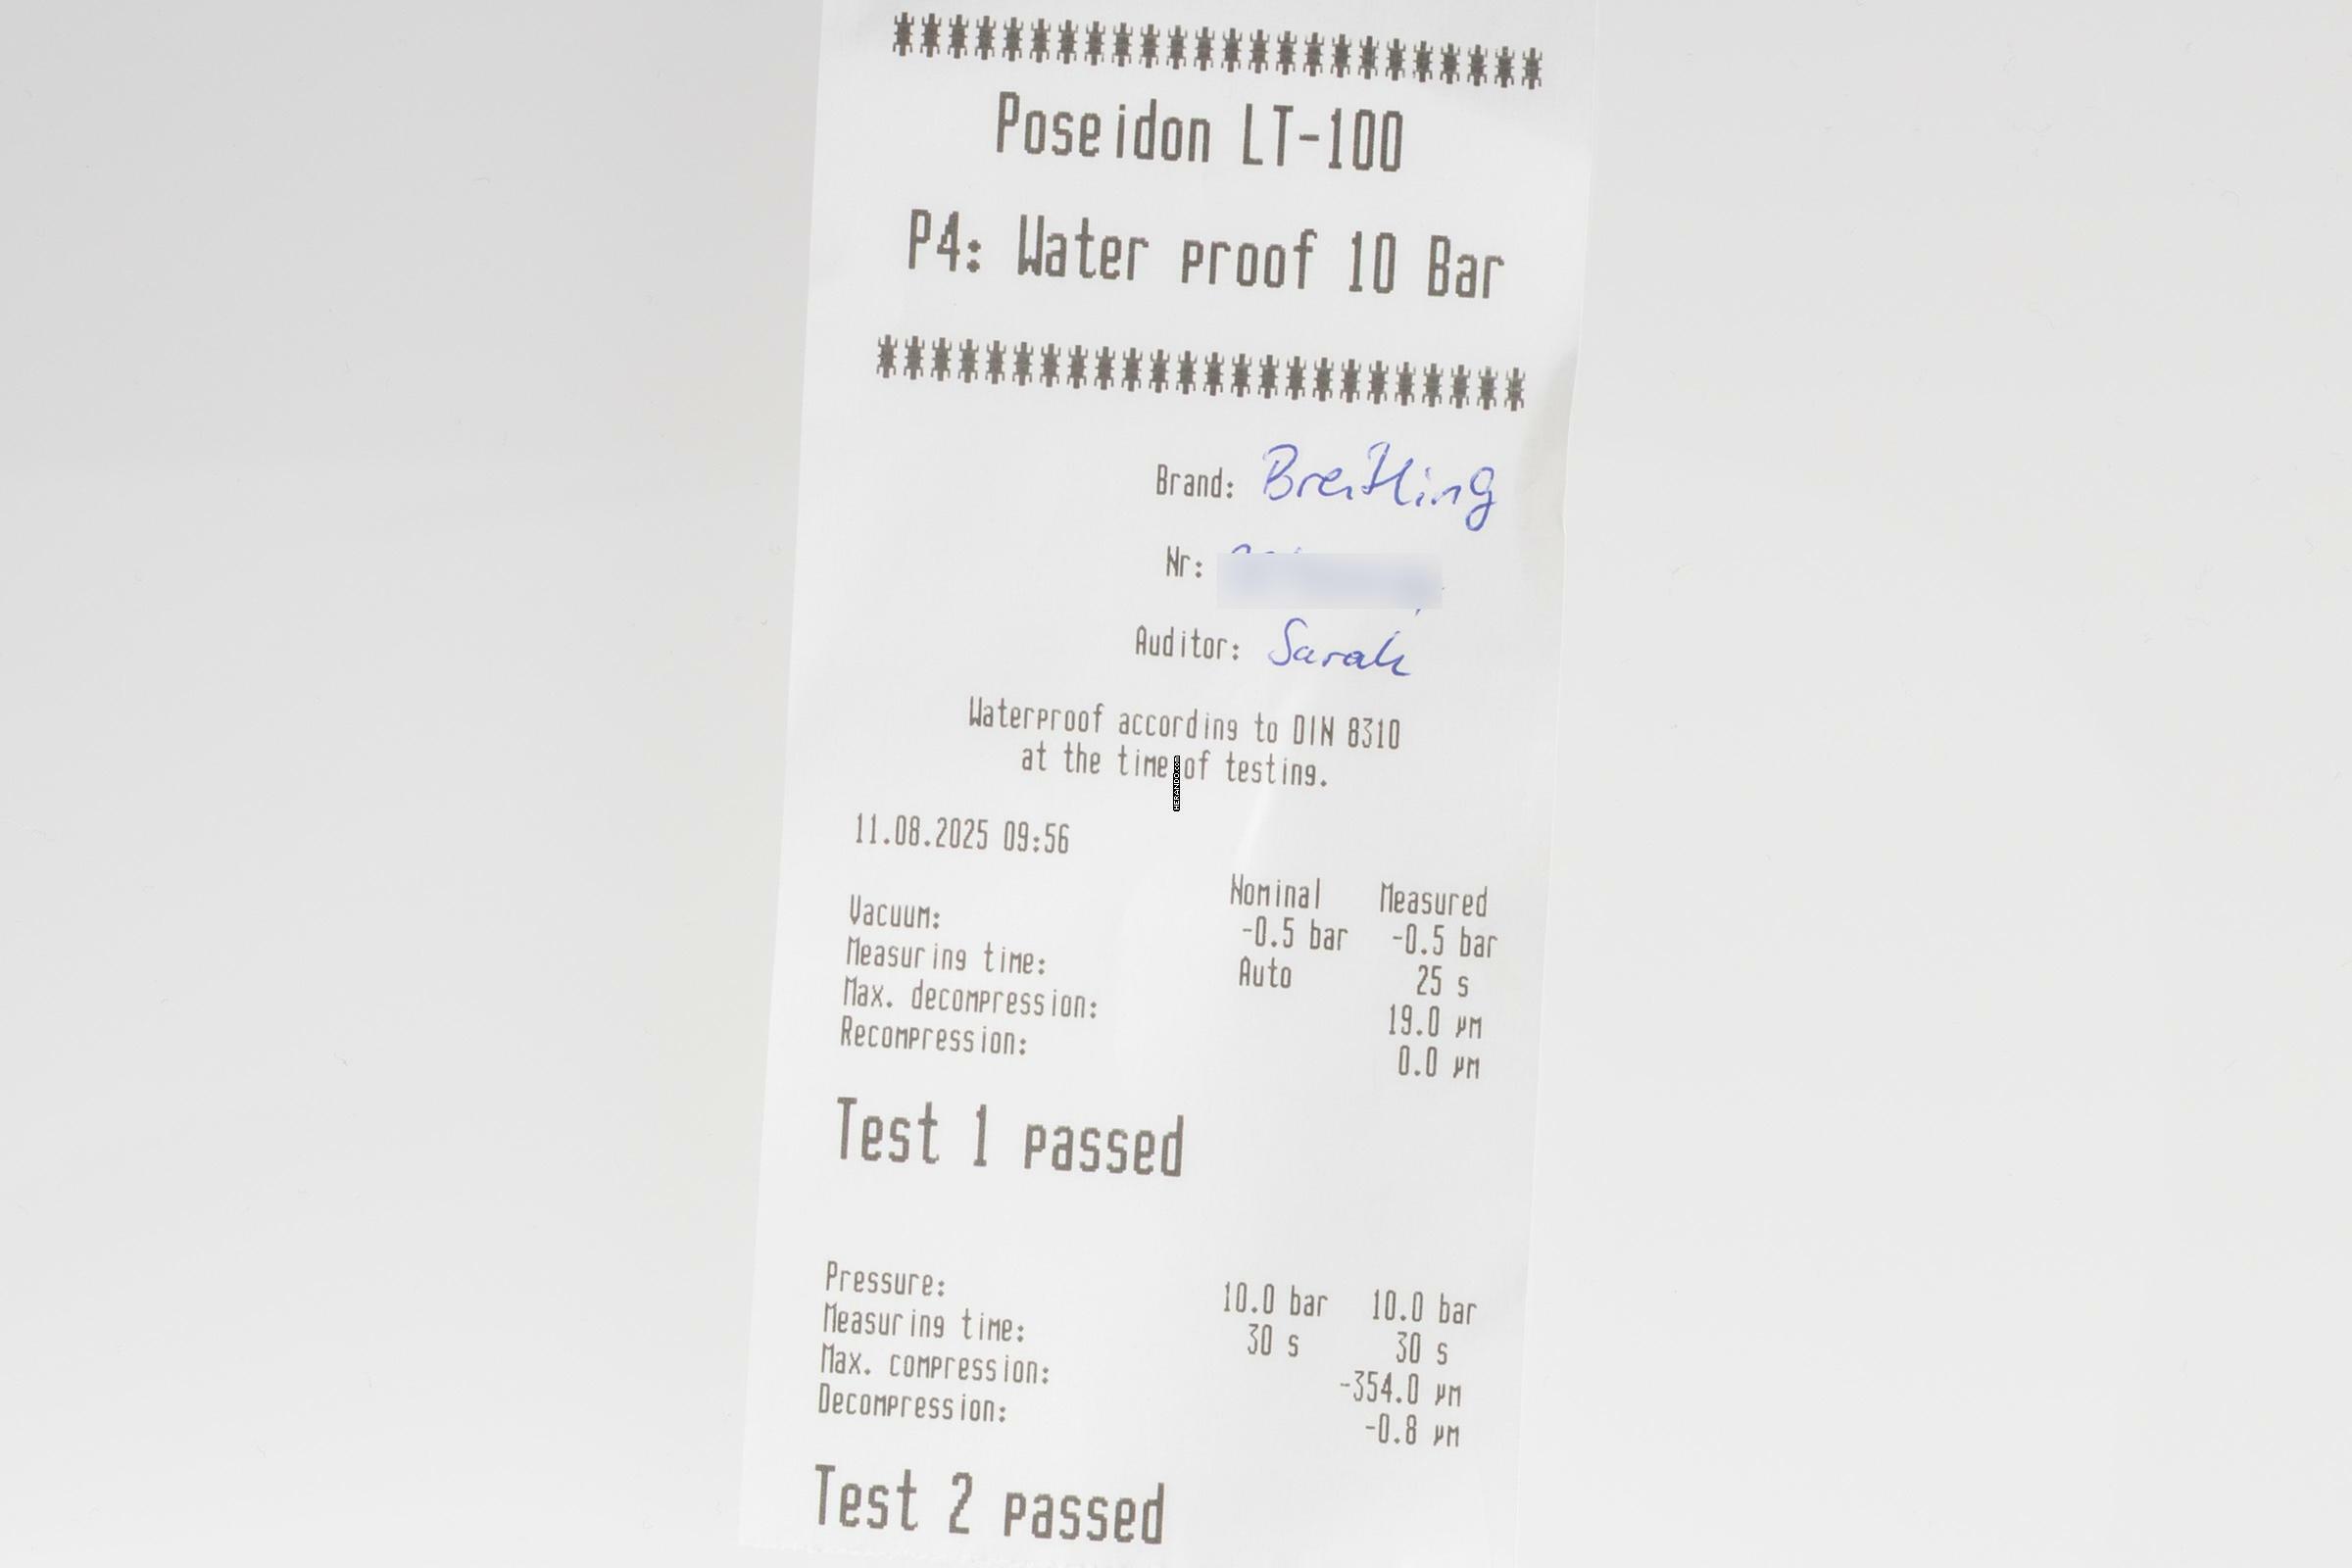 ************************
Poseidon LT-100
P4: Water proof 10 Bar
************************
Brand: Breitling
Nr:
Auditor: Sarah
Waterproof according to DIN 8310
at the time of testing.
HERANDO.com
11.08.2025 09:56
Nominal Measured
Vacuum: -0.5 bar -0.5 bar
Measuring time: Auto 25 s
Max. decompression: 19.0 µm
Recompression: 0.0 µm
Test 1 passed
Pressure: 10.0 bar 10.0 bar
Measuring time: 30 s 30 s
Max. compression: -354.0 µm
Decompression: -0.8 µm
Test 2 passed